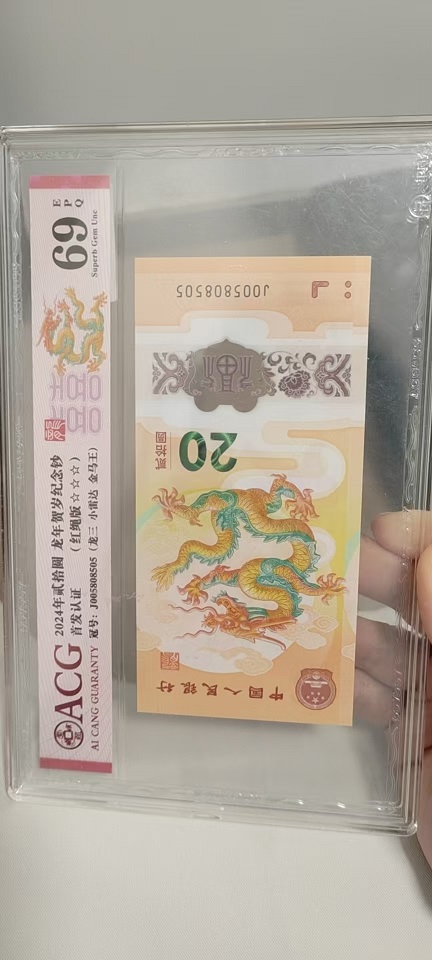 ACG
AI CANG GUARANTY
2024年贰拾圆 龙年贺岁纪念钞
首发认证 （红绳版☆☆☆）
冠号: J005808505（龙三 小雷达 金马王）
69
E
P
Q
Superb Gem Unc
中国人民银行
20
J005808505